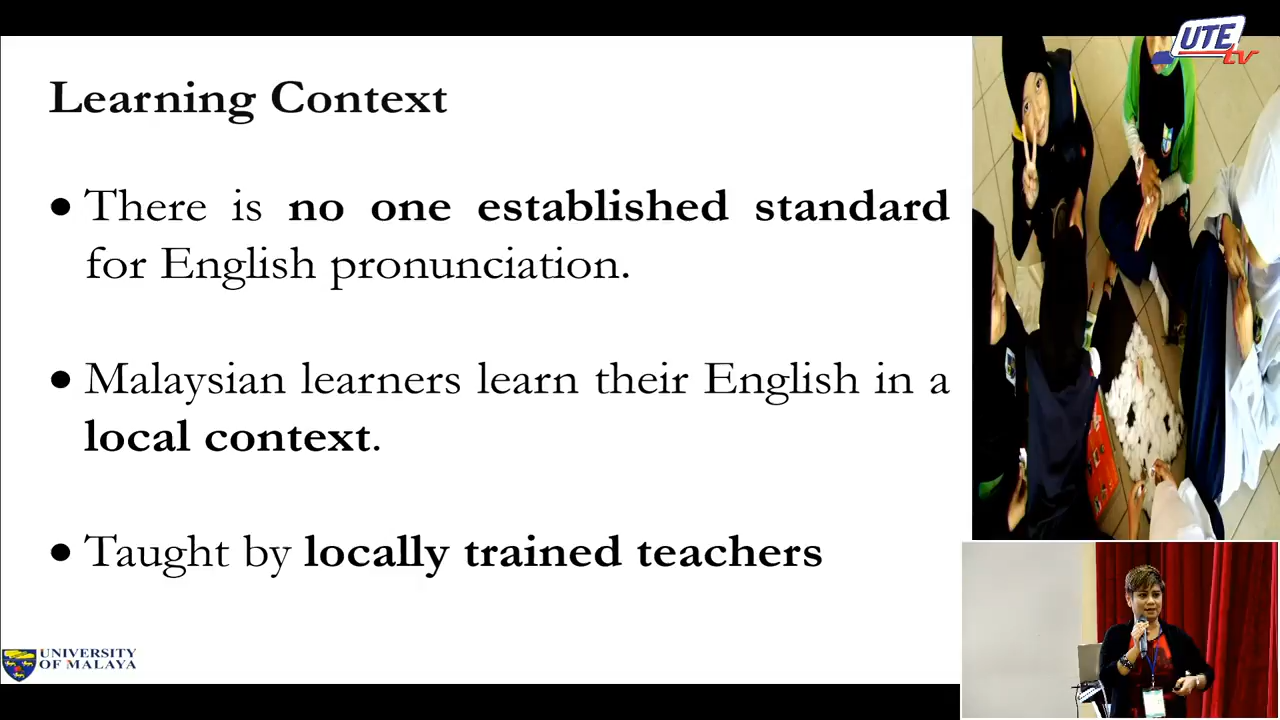 UTE
tv
Learning Context
● There is no one established standard
for English pronunciation.
● Malaysian learners learn their English in a
local context.
● Taught by locally trained teachers
UNIVERSITY
OF MALAYA